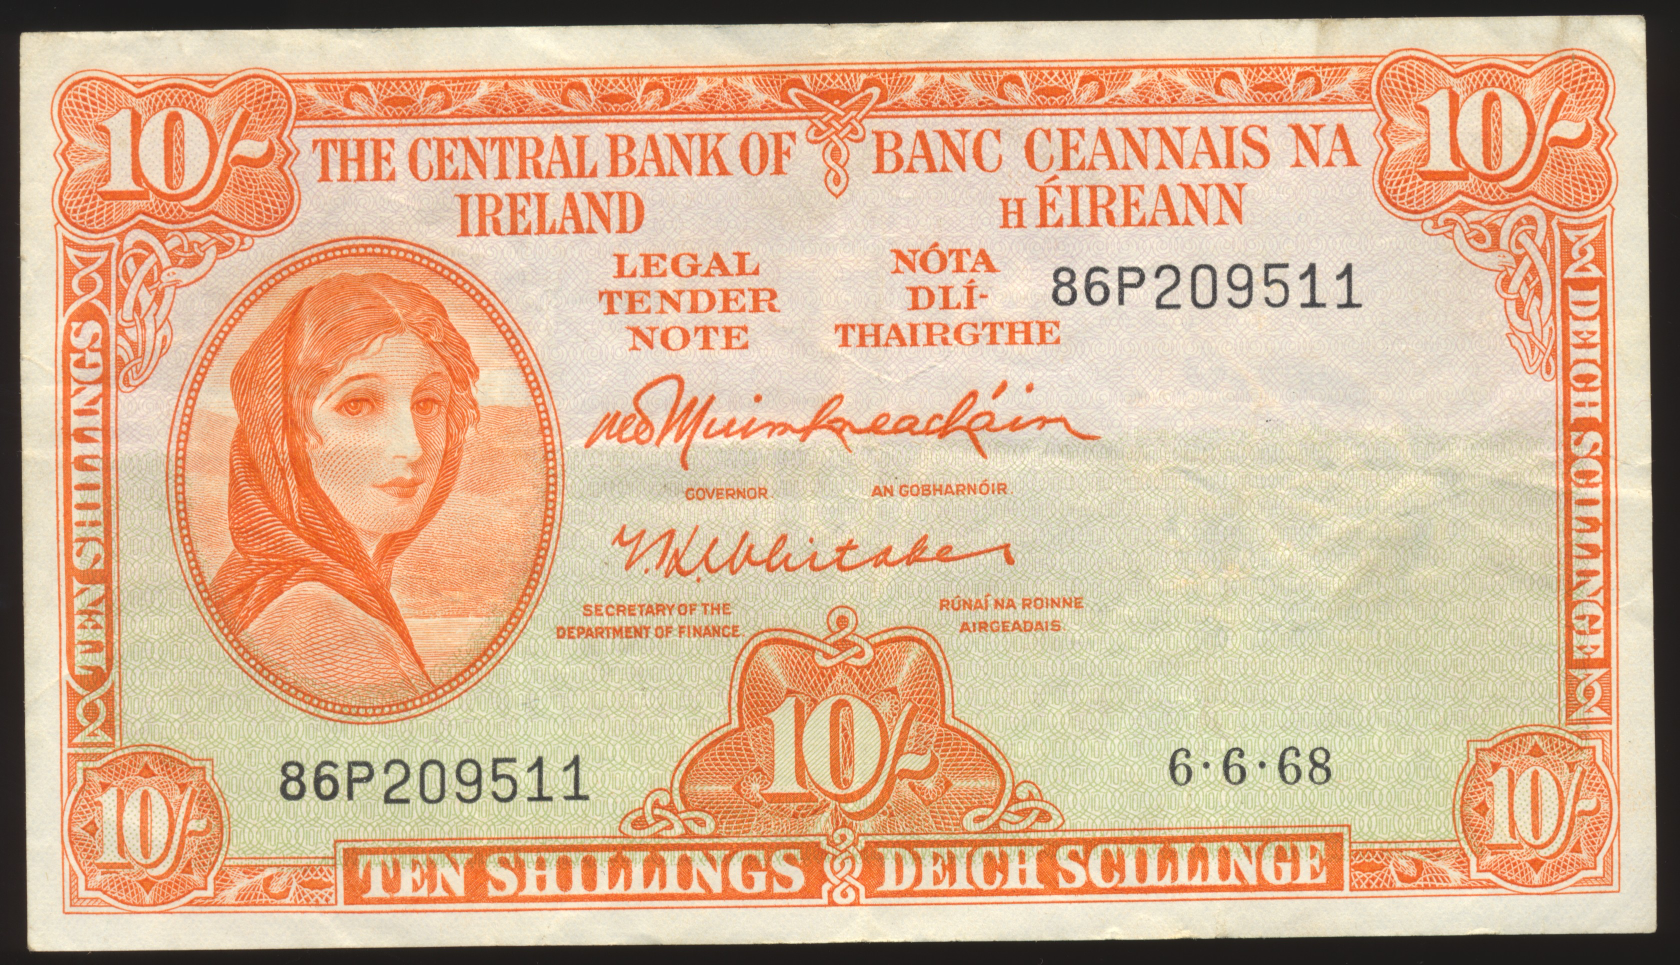 10/-
10/-
THE CENTRAL BANK OF
IRELAND
BANC CEANNAIS NA
h ÉIREANN
LEGAL
TENDER
NOTE
NÓTA
DLÍ-
THAIRGTHE
86P209511
TEN SHILLINGS
DEICH SCILLINGE
Muimhneacháin
GOVERNOR
AN GOBHARNÓIR
T.K. Whitaker
SECRETARY OF THE
DEPARTMENT OF FINANCE
RÚNAÍ NA ROINNE
AIRGEADAIS
10/-
86P209511
6·6·68
10/-
10/-
TEN SHILLINGS
DEICH SCILLINGE